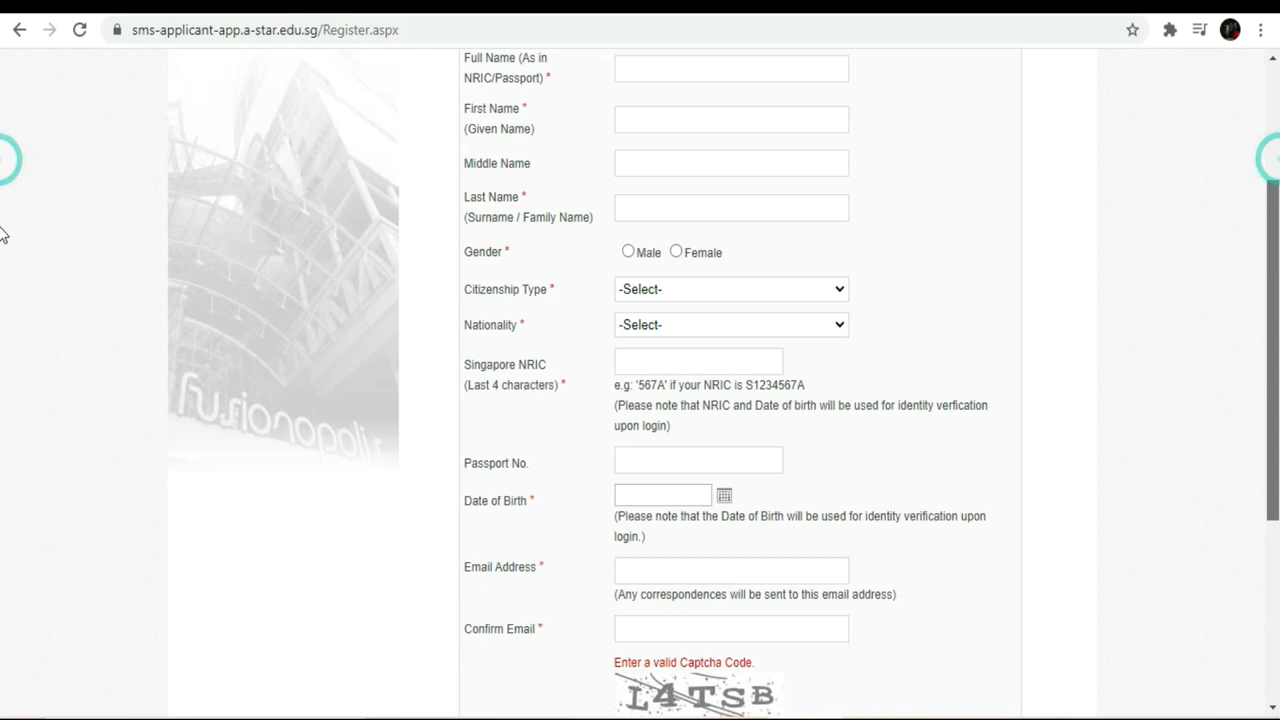 sms-applicant-app.a-star.edu.sg/Register.aspx
Full Name (As in
NRIC/Passport) *
First Name *
(Given Name)
Middle Name
Last Name *
(Surname / Family Name)
Gender * Male Female
Citizenship Type * -Select-
Nationality * -Select-
Singapore NRIC
(Last 4 characters) *
e.g: '567A' if your NRIC is S1234567A
(Please note that NRIC and Date of birth will be used for identity verfication
upon login)
Passport No.
Date of Birth *
(Please note that the Date of Birth will be used for identity verification upon
login.)
Email Address *
(Any correspondences will be sent to this email address)
Confirm Email *
Enter a valid Captcha Code.
L4TSB